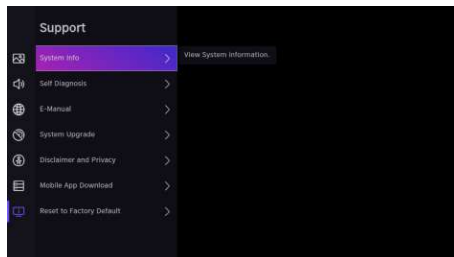 Support
System Info
View System information.
Self Diagnosis
E-Manual
System Upgrade
Disclaimer and Privacy
Mobile App Download
Reset to Factory Default